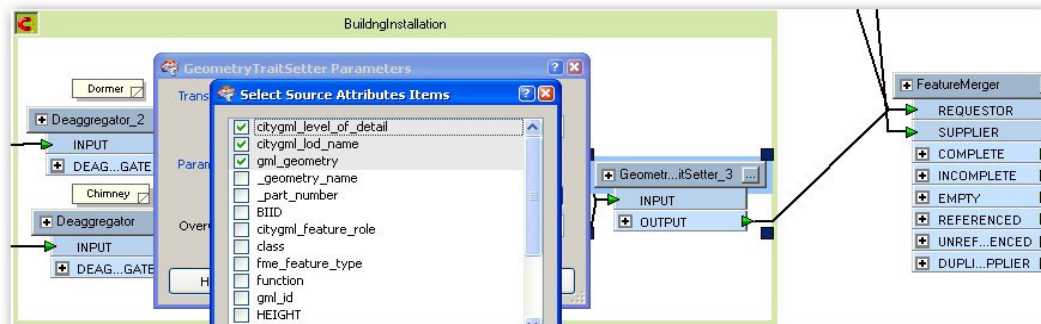 BuildngInstallation
GeometryTraitSetter Parameters
Trans
Select Source Attributes Items
citygml_level_of_detail
citygml_lod_name
gml_geometry
_geometry_name
_part_number
BIID
citygml_feature_role
class
fme_feature_type
function
gml_id
HEIGHT
Param
Over
H
Dormer
Deaggregator_2
INPUT
DEAG...GATE
Chimney
Deaggregator
INPUT
DEAG...GATE
Geometr...itSetter_3
...
INPUT
OUTPUT
FeatureMerger
REQUESTOR
SUPPLIER
COMPLETE
INCOMPLETE
EMPTY
REFERENCED
UNREF...ENCED
DUPLI...PPLIER